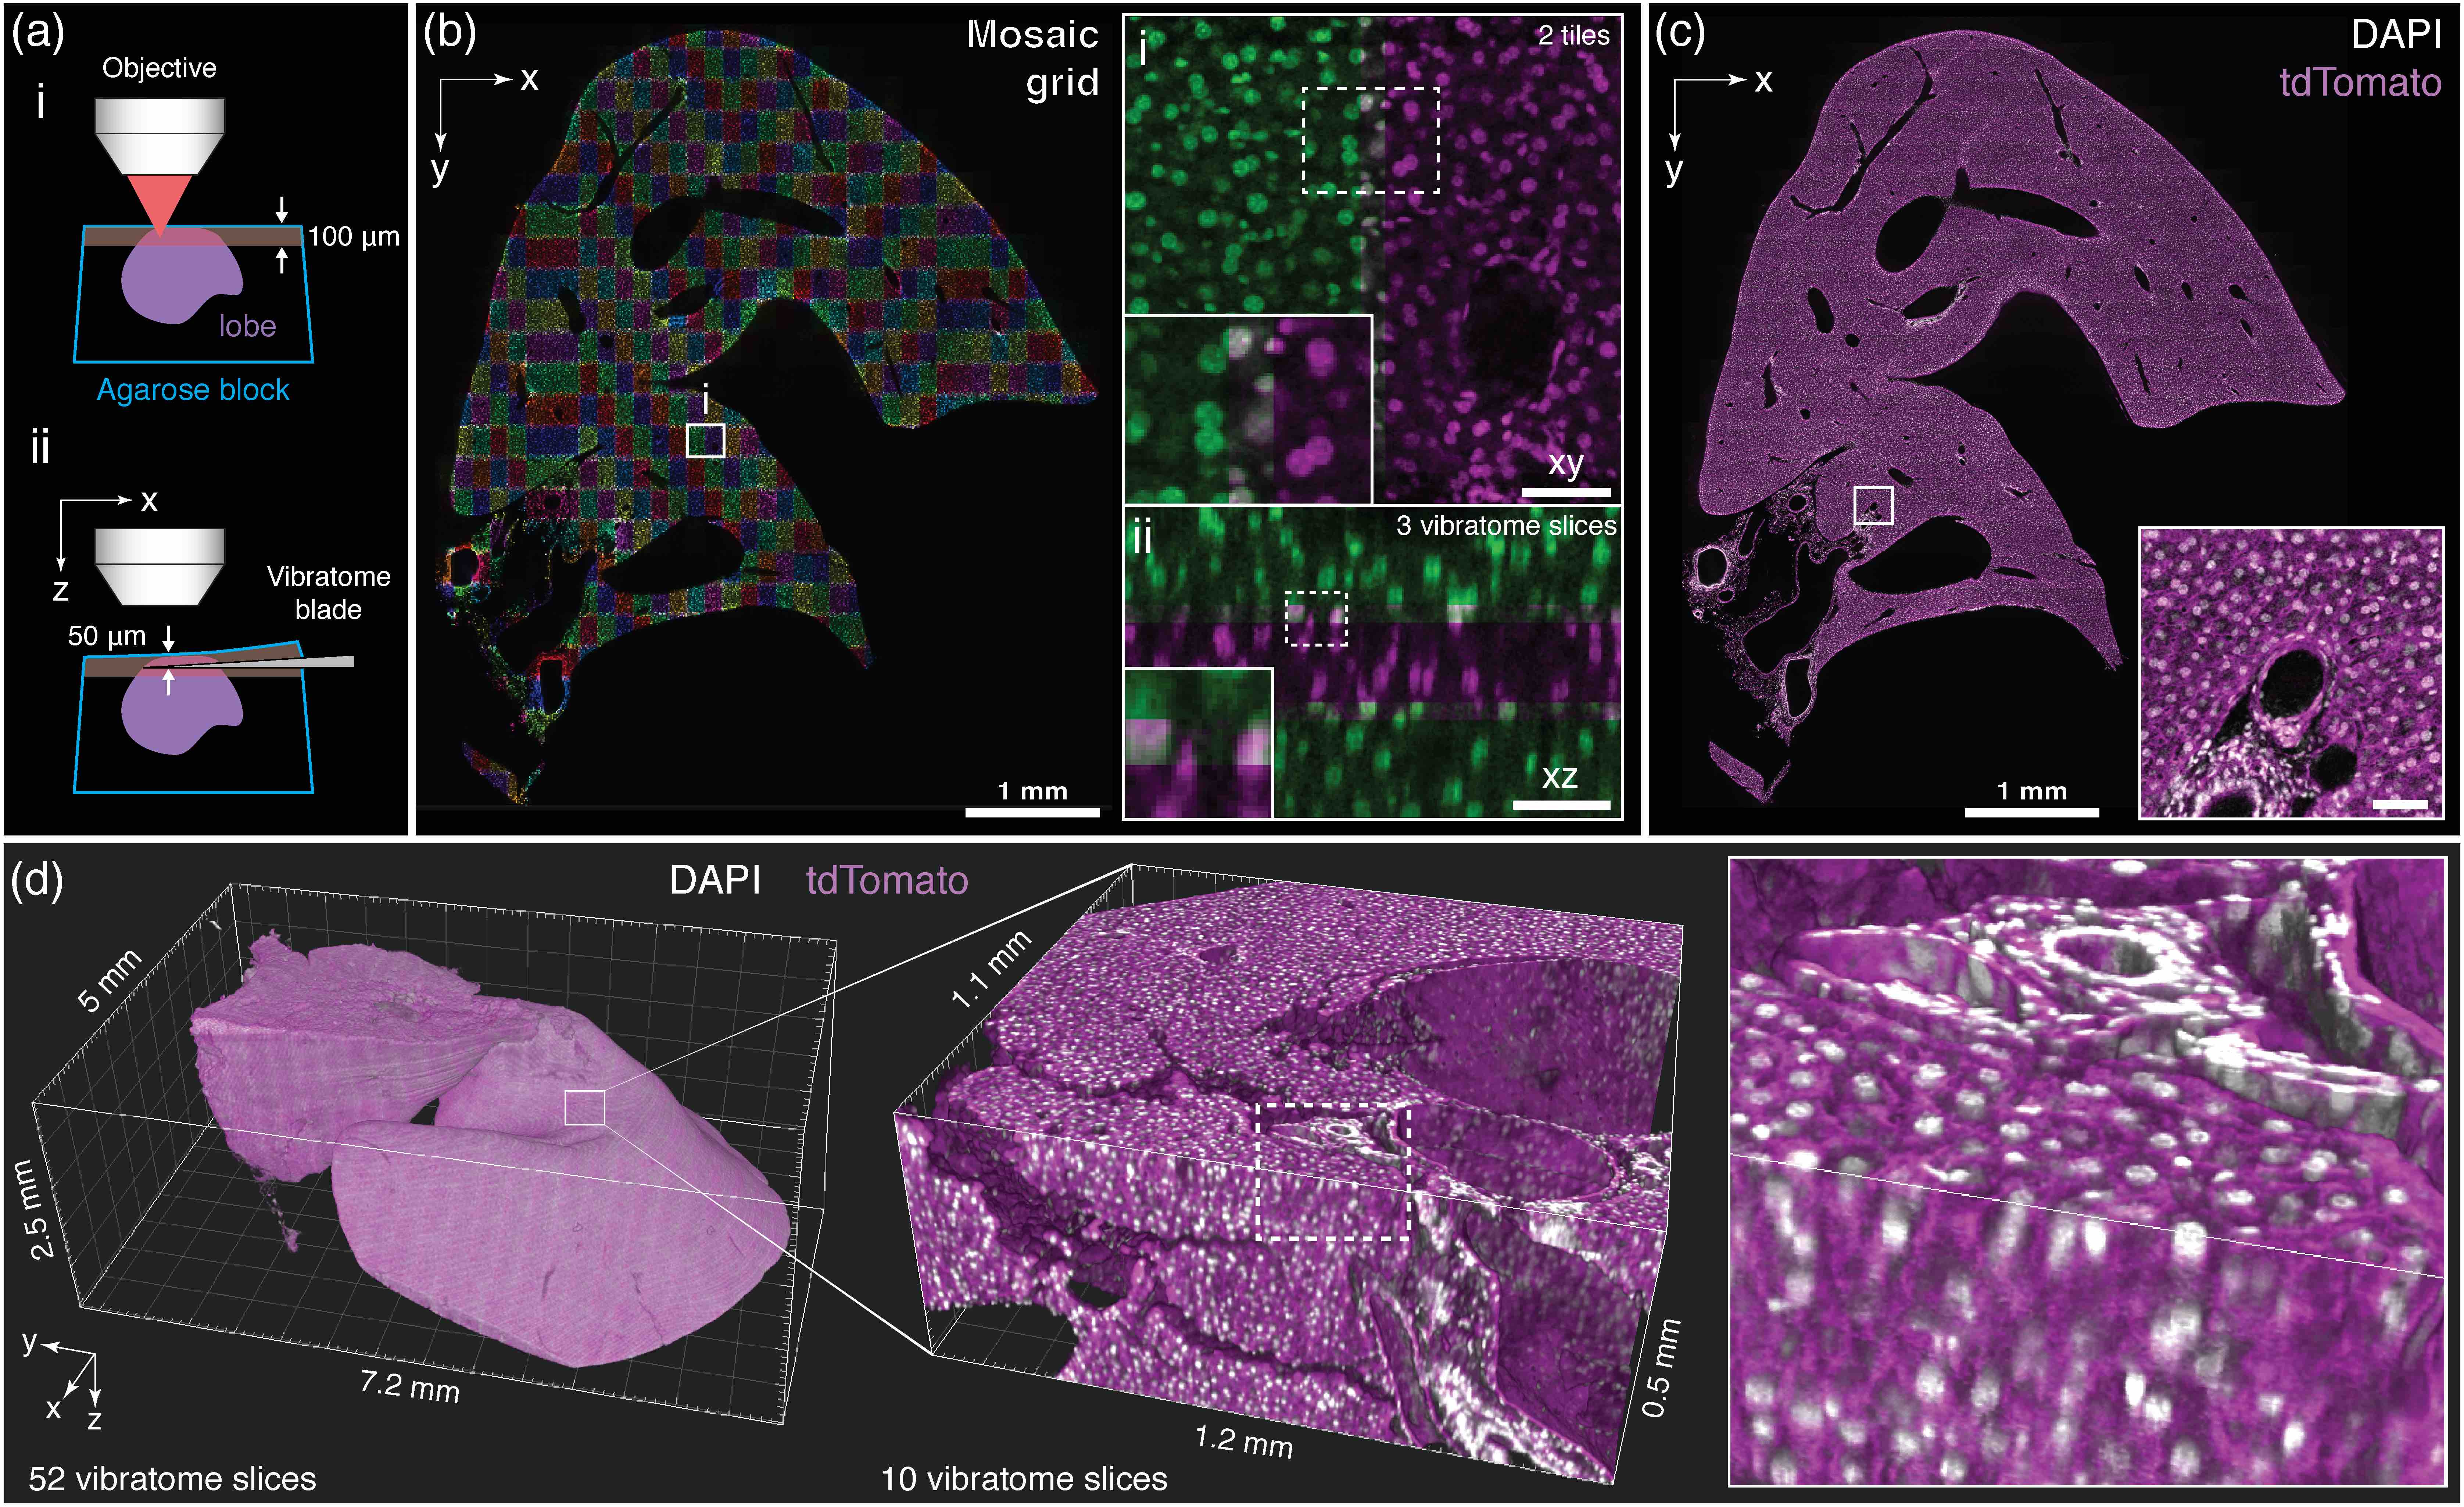 (a)
i
Objective
100 µm
lobe
Agarose block
ii
x
z
Vibratome
blade
50 µm
(b)
x
y
Mosaic
grid
i
1 mm
i
2 tiles
xy
ii
3 vibratome slices
xz
(c)
x
y
DAPI
tdTomato
1 mm
(d)
DAPI tdTomato
5 mm
2.5 mm
7.2 mm
y
x
z
52 vibratome slices
1.1 mm
0.5 mm
1.2 mm
10 vibratome slices